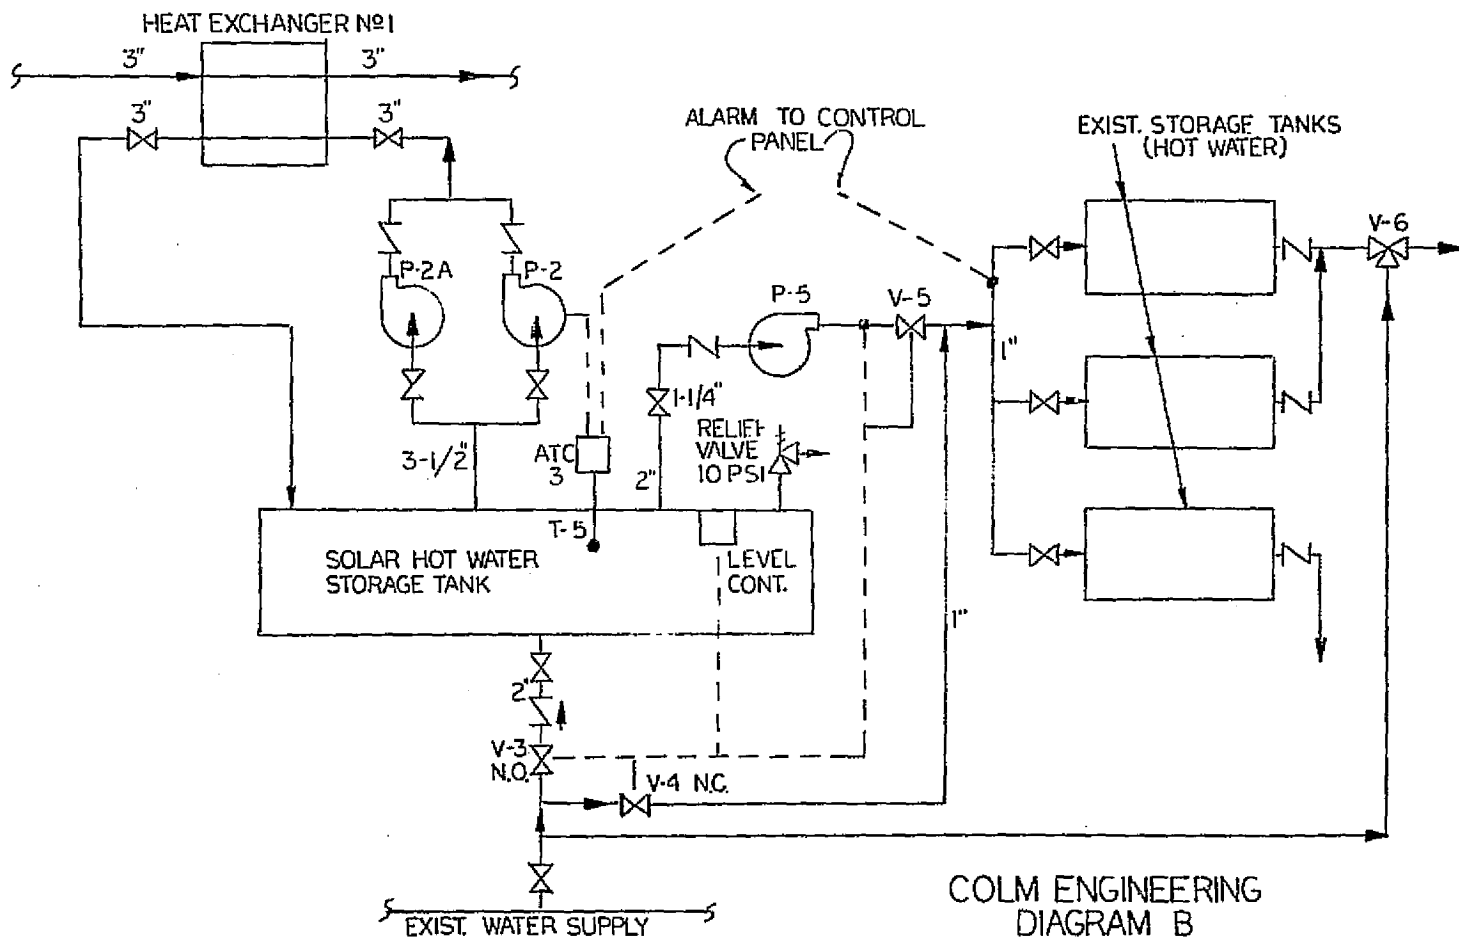 HEAT EXCHANGER Nº1
3"
3"
3"
3"
ALARM TO CONTROL
PANEL
EXIST. STORAGE TANKS
(HOT WATER)
V-6
P-2A
P-2
P-5
V-5
1"
1-1/4"
RELIEF
VALVE
10 PSI
3-1/2"
ATC
3
2"
T-5
SOLAR HOT WATER
STORAGE TANK
LEVEL
CONT.
1"
2"
V-3
N.O.
V-4 N.C.
COLM ENGINEERING
DIAGRAM B
EXIST. WATER SUPPLY